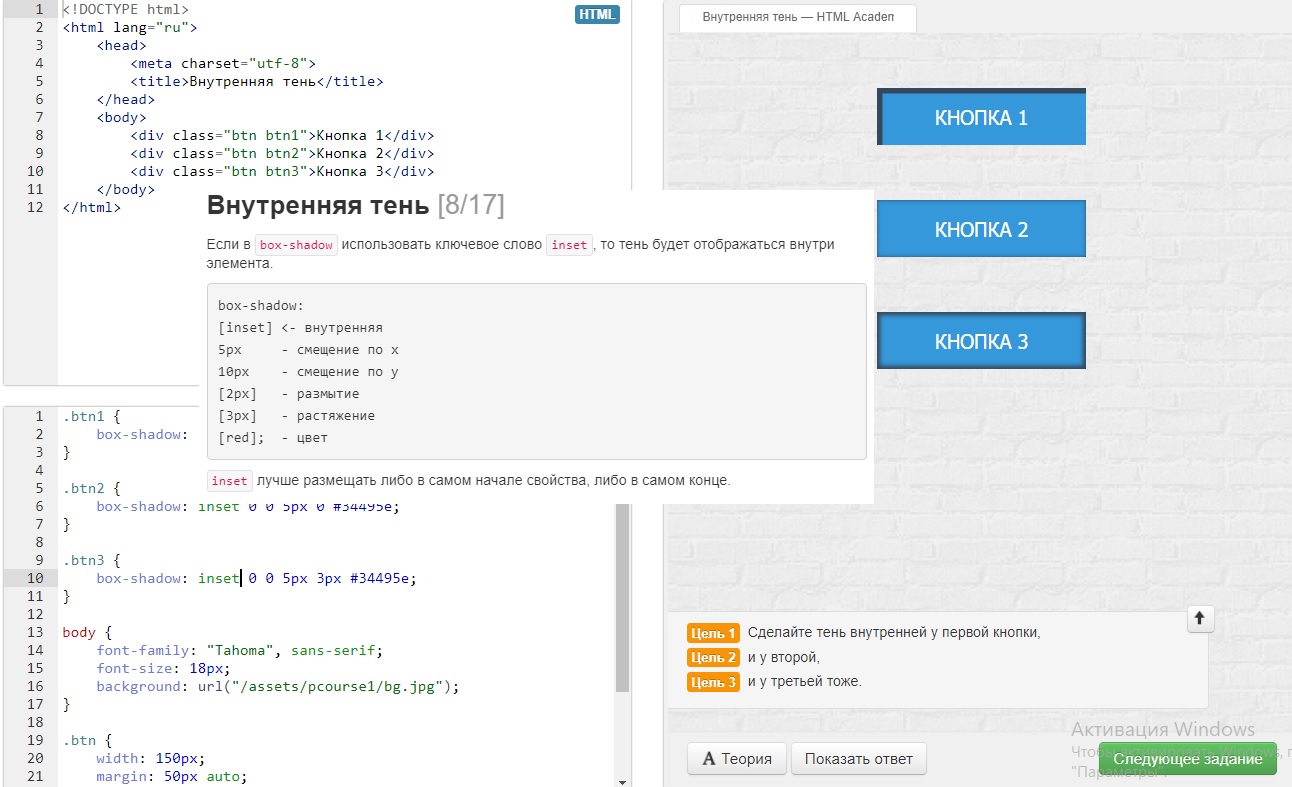 1 <!DOCTYPE html>
2 <html lang="ru">
3 <head>
4 <meta charset="utf-8">
5 <title>Внутренняя тень</title>
6 </head>
7 <body>
8 <div class="btn btn1">Кнопка 1</div>
9 <div class="btn btn2">Кнопка 2</div>
10 <div class="btn btn3">Кнопка 3</div>
11 </body>
12 </html>
HTML
Внутренняя тень [8/17]
Если в box-shadow использовать ключевое слово inset, то тень будет отображаться внутри
элемента.
box-shadow:
[inset] <- внутренняя
5px - смещение по x
10px - смещение по y
[2px] - размытие
[3px] - растяжение
[red]; - цвет
inset лучше размещать либо в самом начале свойства, либо в самом конце.
1 .btn1 {
2 box-shadow:
3 }
4
5 .btn2 {
6 box-shadow: inset 0 0 5px 0 #34495e;
7 }
8
9 .btn3 {
10 box-shadow: inset 0 0 5px 3px #34495e;
11 }
12
13 body {
14 font-family: "Tahoma", sans-serif;
15 font-size: 18px;
16 background: url("/assets/pcourse1/bg.jpg");
17 }
18
19 .btn {
20 width: 150px;
21 margin: 50px auto;
Внутренняя тень — HTML Academ
КНОПКА 1
КНОПКА 2
КНОПКА 3
Цель 1 Сделайте тень внутренней у первой кнопки,
Цель 2 и у второй,
Цель 3 и у третьей тоже.
Активация Windows
A Теория
Показать ответ
Следующее задание